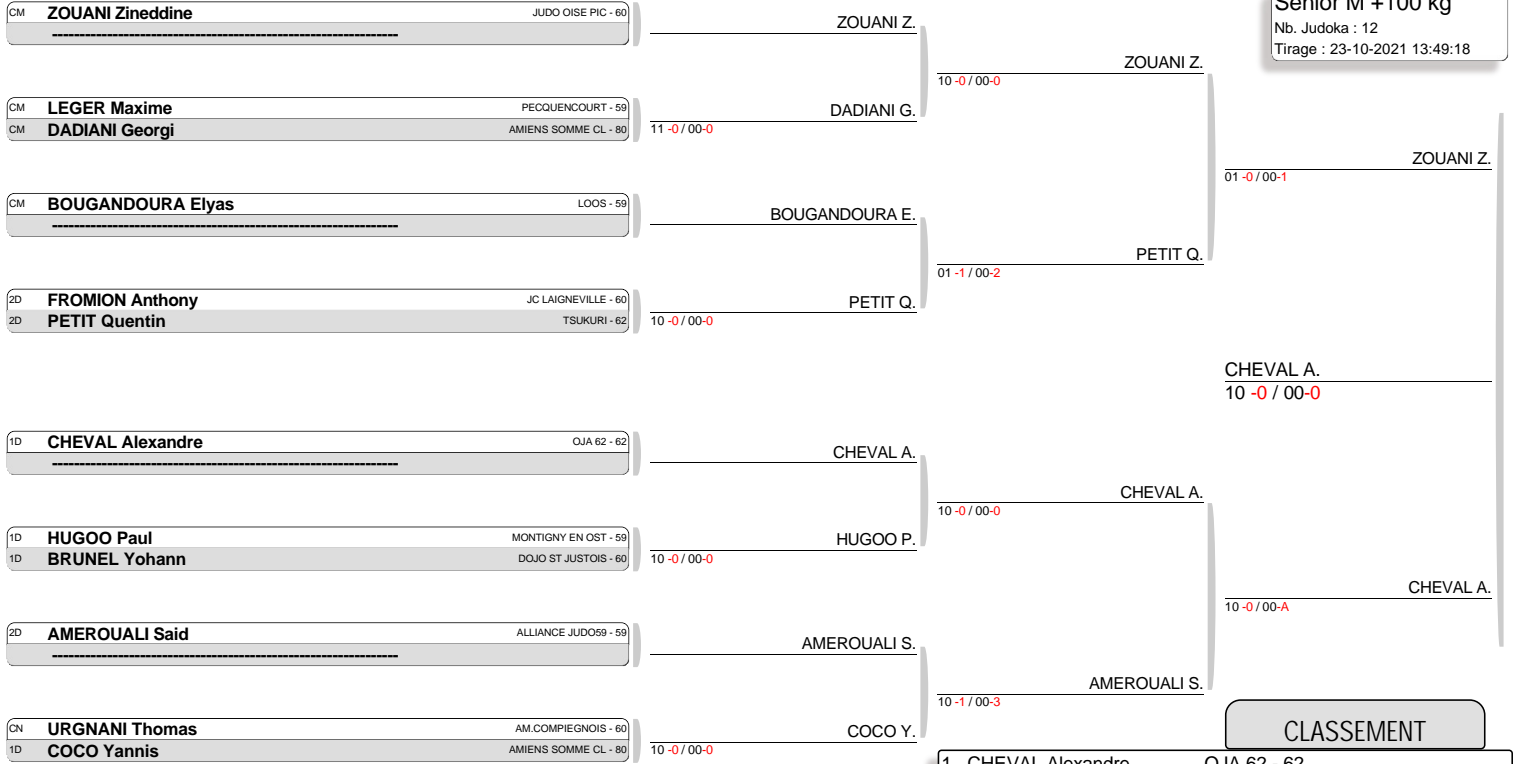 Senior M +100 kg
Nb. Judoka : 12
Tirage : 23-10-2021 13:49:18
CM ZOUANI Zineddine JUDO OISE PIC - 60
----------------------------------------------------------------
CM LEGER Maxime PECQUENCOURT - 59
CM DADIANI Georgi AMIENS SOMME CL - 80
CM BOUGANDOURA Elyas LOOS - 59
----------------------------------------------------------------
2D FROMION Anthony JC LAIGNEVILLE - 60
2D PETIT Quentin TSUKURI - 62
1D CHEVAL Alexandre OJA 62 - 62
----------------------------------------------------------------
1D HUGOO Paul MONTIGNY EN OST - 59
1D BRUNEL Yohann DOJO ST JUSTOIS - 60
2D AMEROUALI Said ALLIANCE JUDO59 - 59
----------------------------------------------------------------
CN URGNANI Thomas AM.COMPIEGNOIS - 60
1D COCO Yannis AMIENS SOMME CL - 80
ZOUANI Z.
DADIANI G.
11 -0 / 00-0
BOUGANDOURA E.
PETIT Q.
10 -0 / 00-0
CHEVAL A.
HUGOO P.
10 -0 / 00-0
AMEROUALI S.
COCO Y.
10 -0 / 00-0
ZOUANI Z.
10 -0 / 00-0
PETIT Q.
01 -1 / 00-2
CHEVAL A.
10 -0 / 00-0
AMEROUALI S.
10 -1 / 00-3
ZOUANI Z.
01 -0 / 00-1
CHEVAL A.
10 -0 / 00-0
CHEVAL A.
10 -0 / 00-A
CLASSEMENT
1 CHEVAL Alexandre OJA 62 - 62